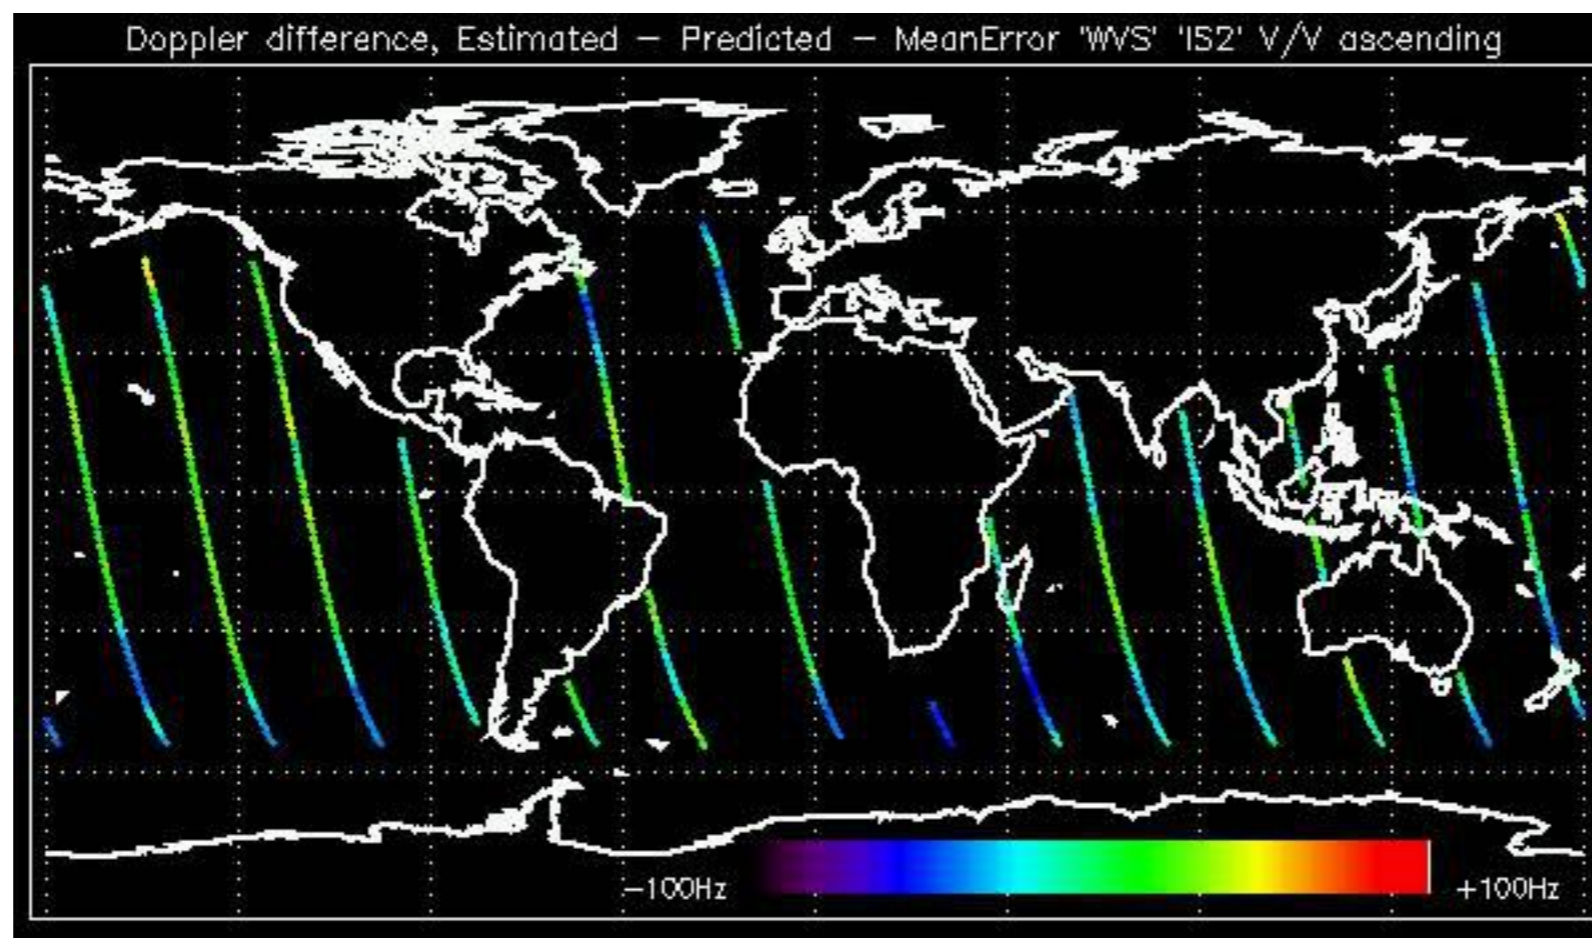 Doppler difference, Estimated — Predicted — MeanError 'WVS' 'IS2' V/V ascending
—100Hz
+100Hz